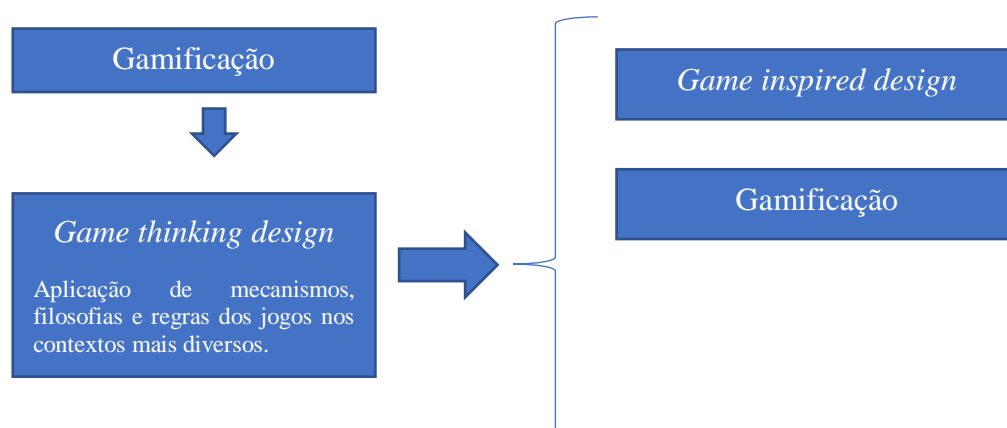 Gamificação
Game thinking design
Aplicação de mecanismos,
filosofias e regras dos jogos nos
contextos mais diversos.
Game inspired design
Gamificação